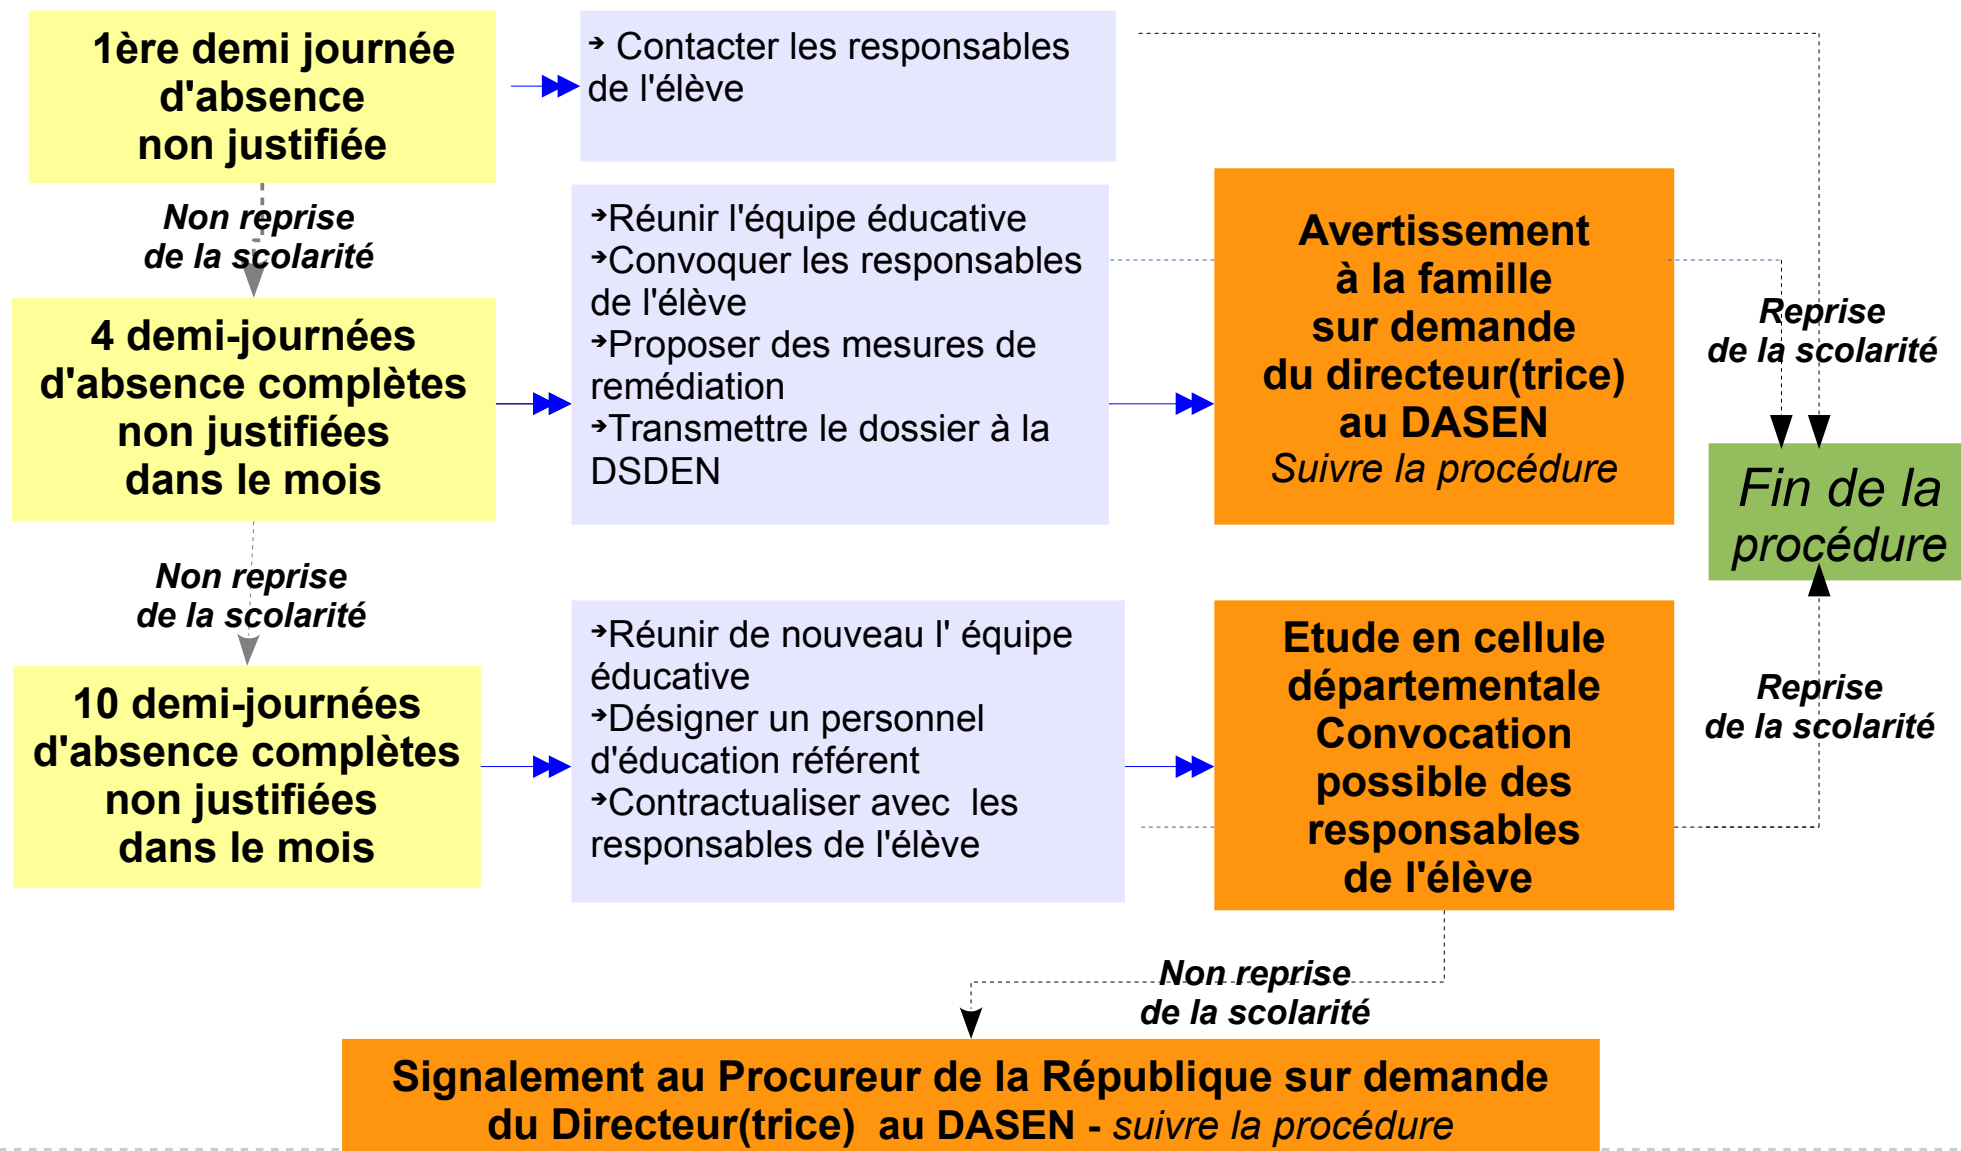 1ère demi journée
d'absence
non justifiée
➔ Contacter les responsables
de l'élève
Non reprise
de la scolarité
4 demi-journées
d'absence complètes
non justifiées
dans le mois
➔Réunir l'équipe éducative
➔Convoquer les responsables
de l'élève
➔Proposer des mesures de
remédiation
➔Transmettre le dossier à la
DSDEN
Avertissement
à la famille
sur demande
du directeur(trice)
au DASEN
Suivre la procédure
Reprise
de la scolarité
Fin de la
procédure
Non reprise
de la scolarité
10 demi-journées
d'absence complètes
non justifiées
dans le mois
➔Réunir de nouveau l' équipe
éducative
➔Désigner un personnel
d'éducation référent
➔Contractualiser avec  les
responsables de l'élève
Etude en cellule
départementale
Convocation
possible des
responsables
de l'élève
Reprise
de la scolarité
Non reprise
de la scolarité
Signalement au Procureur de la République sur demande
du Directeur(trice)  au DASEN - suivre la procédure